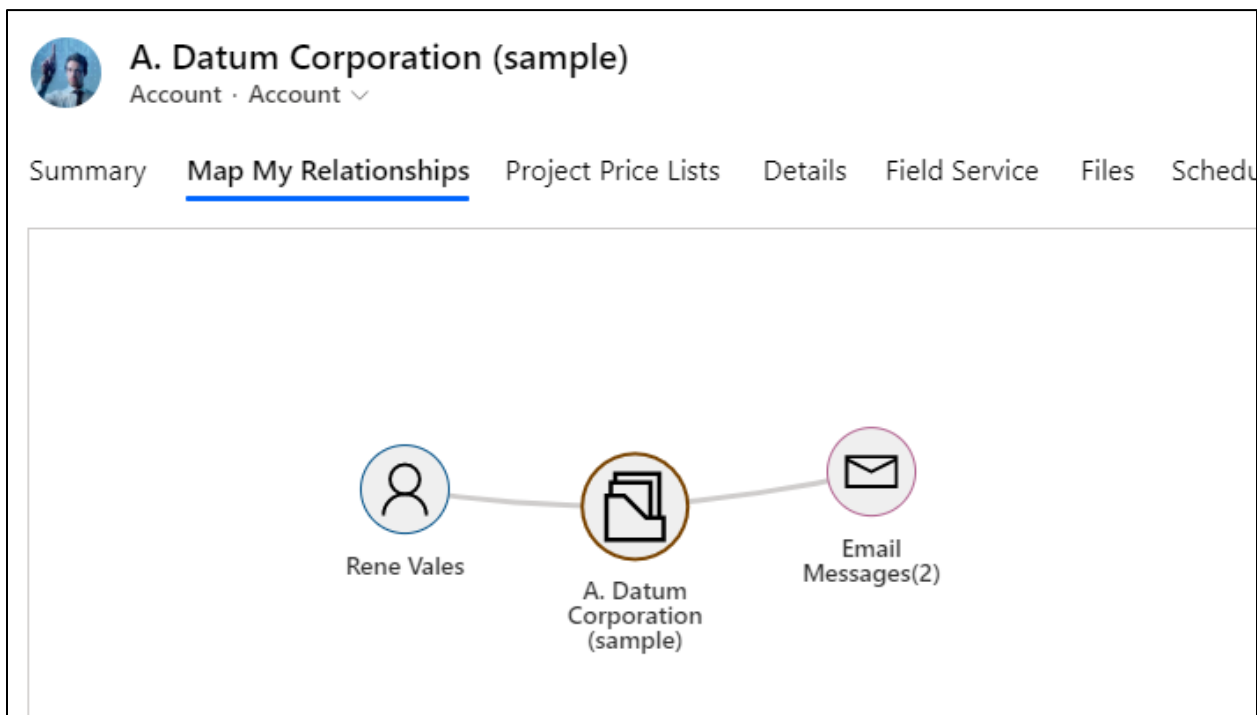 A. Datum Corporation (sample)
Account · Account
Summary Map My Relationships Project Price Lists Details Field Service Files Schedu
Rene Vales
A. Datum
Corporation
(sample)
Email
Messages(2)